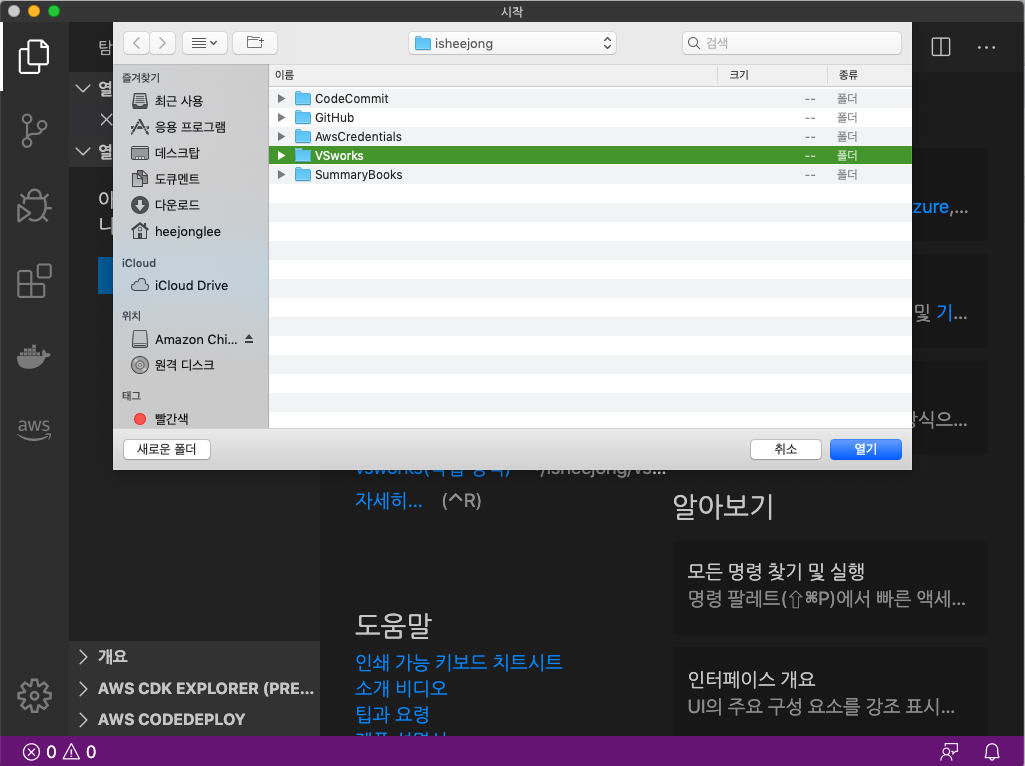 시작
탐
isheejong
검색
즐겨찾기
최근 사용
응용 프로그램
데스크탑
도큐멘트
다운로드
heejonglee
iCloud
iCloud Drive
위치
Amazon Chi...
원격 디스크
태그
빨간색
이름 크기 종류
CodeCommit -- 폴더
GitHub -- 폴더
AwsCredentials -- 폴더
VSworks -- 폴더
SummaryBooks -- 폴더
새로운 폴더 취소 열기
열
열
아
니
zure,...
및 기...
식으...
aws
자세히... (^R)
알아보기
모든 명령 찾기 및 실행
명령 팔레트(⇧⌘P)에서 빠른 액세...
도움말
인쇄 가능 키보드 치트시트
소개 비디오
팁과 요령
인터페이스 개요
UI의 주요 구성 요소를 강조 표시...
개요
AWS CDK EXPLORER (PRE...
AWS CODEDEPLOY
0 0